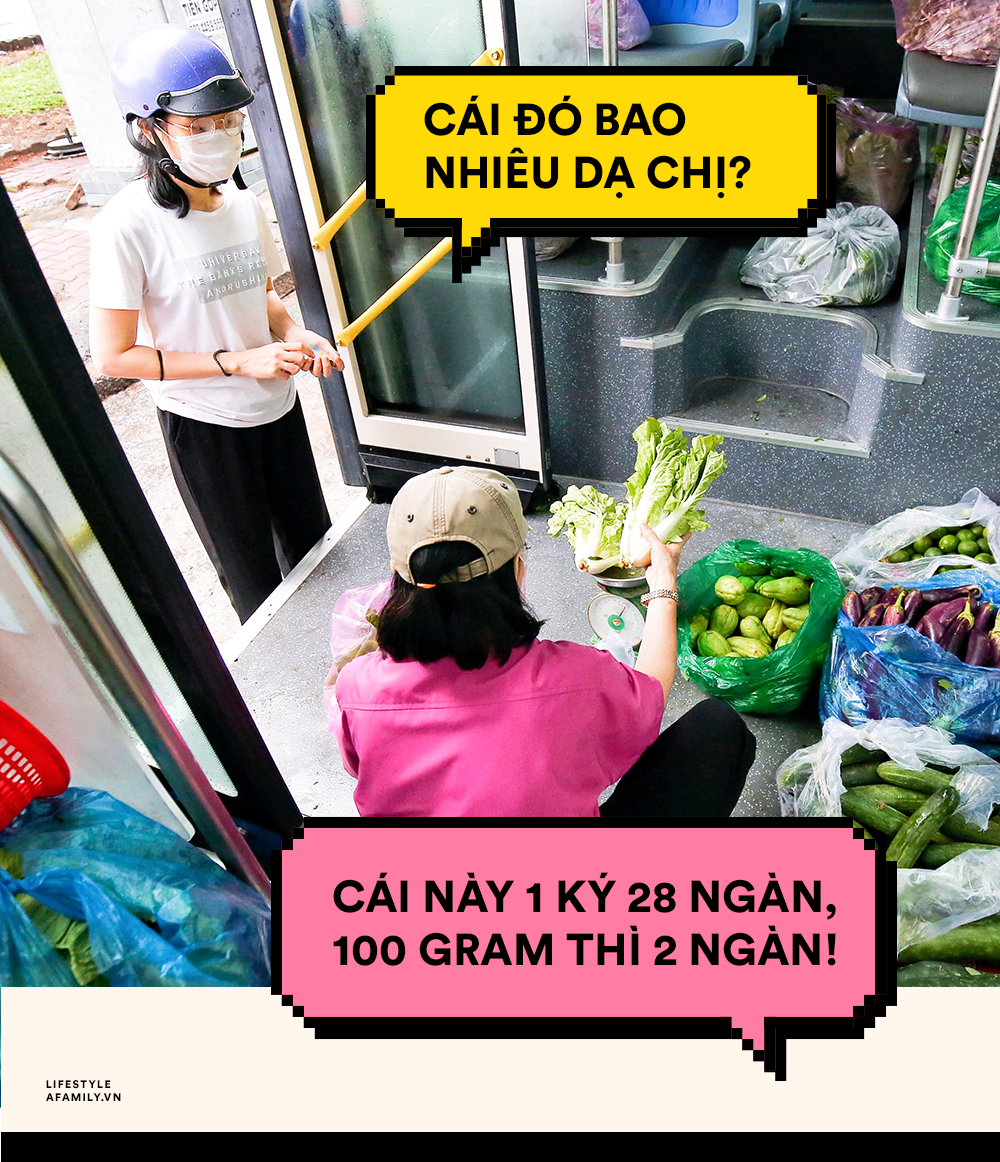 CÁI ĐÓ BAO
NHIÊU DẠ CHỊ?
CÁI NÀY 1 KÝ 28 NGÀN,
100 GRAM THÌ 2 NGÀN!
LIFESTYLE
AFAMILY.VN